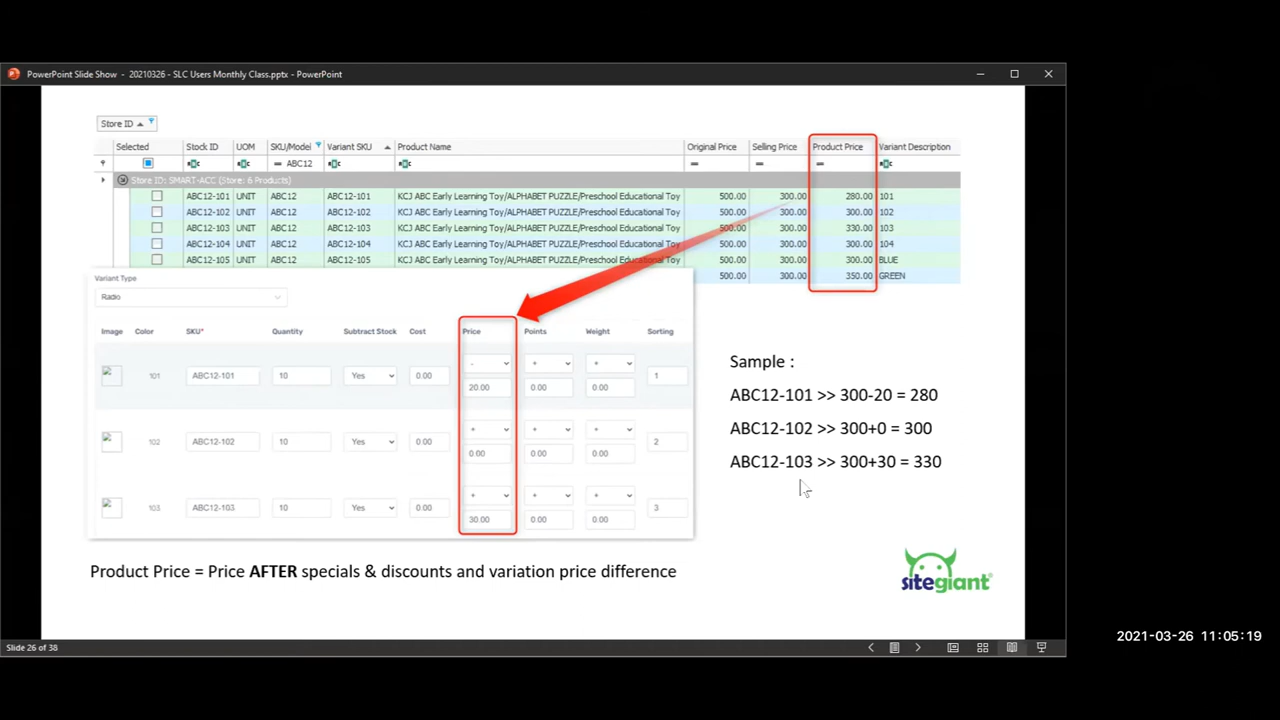 PowerPoint Slide Show - 20210326 - SLC Users Monthly Class.pptx - PowerPoint
Store ID
Selected Stock ID UOM SKU/Model Variant SKU Product Name Original Price Selling Price Product Price Variant Description
= ABC12 = = =
Store ID: SMART-ACC (Store: 6 Products)
ABC12-101 UNIT ABC12 ABC12-101 KCJ ABC Early Learning Toy/ALPHABET PUZZLE/Preschool Educational Toy 500.00 300.00 280.00 101
ABC12-102 UNIT ABC12 ABC12-102 KCJ ABC Early Learning Toy/ALPHABET PUZZLE/Preschool Educational Toy 500.00 300.00 300.00 102
ABC12-103 UNIT ABC12 ABC12-103 KCJ ABC Early Learning Toy/ALPHABET PUZZLE/Preschool Educational Toy 500.00 300.00 330.00 103
ABC12-104 UNIT ABC12 ABC12-104 KCJ ABC Early Learning Toy/ALPHABET PUZZLE/Preschool Educational Toy 500.00 300.00 300.00 104
ABC12-105 UNIT ABC12 ABC12-105 KCJ ABC Early Learning Toy/ALPHABET PUZZLE/Preschool Educational Toy 500.00 300.00 300.00 BLUE
500.00 300.00 350.00 GREEN
Variant Type
Radio
Image Color SKU* Quantity Subtract Stock Cost Price Points Weight Sorting
- + +
101 ABC12-101 10 Yes 0.00 20.00 0.00 0.00 1
+ + +
102 ABC12-102 10 Yes 0.00 0.00 0.00 0.00 2
+ + +
103 ABC12-103 10 Yes 0.00 30.00 0.00 0.00 3
Sample :
ABC12-101 >> 300-20 = 280
ABC12-102 >> 300+0 = 300
ABC12-103 >> 300+30 = 330
Product Price = Price AFTER specials & discounts and variation price difference
sitegiant
2021-03-26 11:05:19
Slide 26 of 38